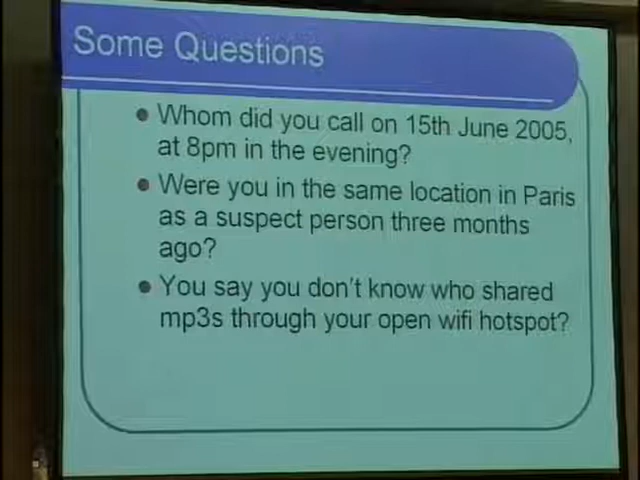 Some Questions
Whom did you call on 15th June 2005,
at 8pm in the evening?
Were you in the same location in Paris
as a suspect person three months
ago?
You say you don't know who shared
mp3s through your open wifi hotspot?